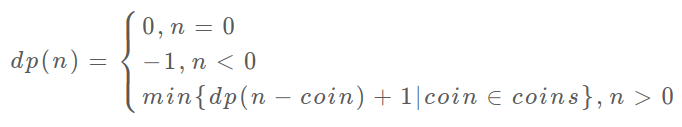 0, n = 0
dp(n) = { -1, n < 0
min{dp(n - coin) + 1|coin ∈ coins}, n > 0